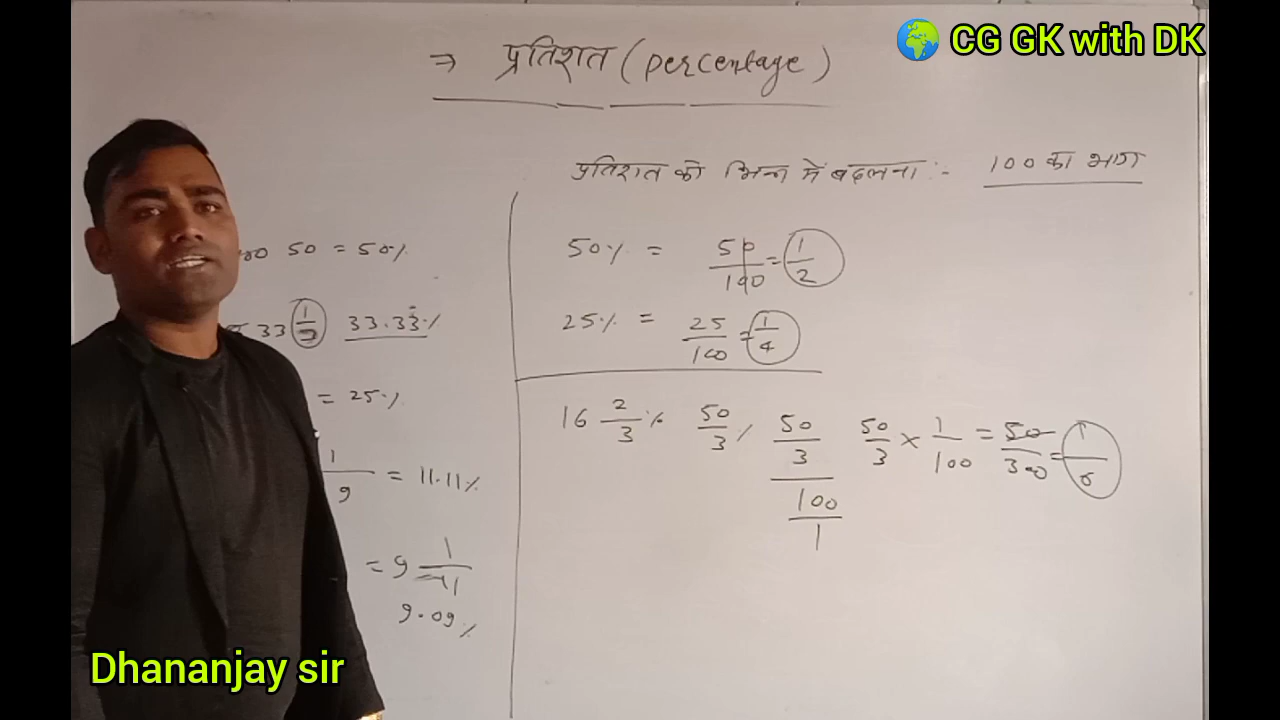 CG GK with DK
⇒ प्रतिशत (percentage)
प्रतिशत को भिन्न में बदलना :- 100 का भाग
50 = 50%
33 1/3 33.33%
= 25%
1/9 = 11.11%
= 9 1/11
9.09%
50% = 50/100 = 1/2
25% = 25/100 = 1/4
16 2/3 % 50/3 % 50/3 / 100/1 50/3 × 1/100 = 50/300 = 1/6
Dhananjay sir